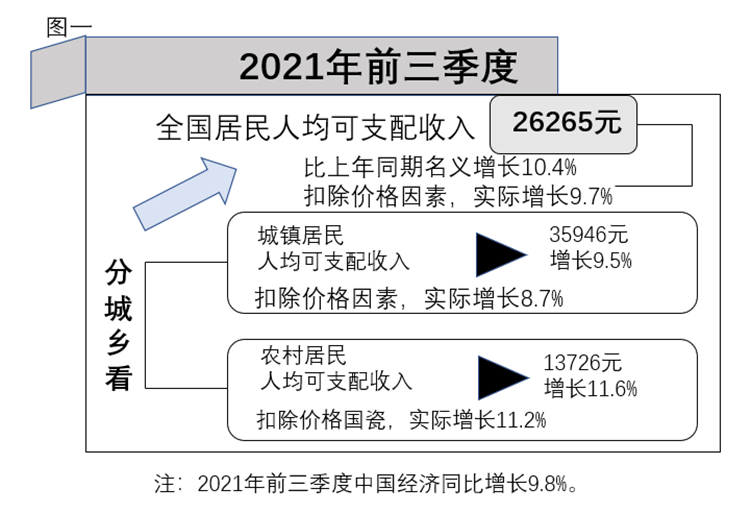 图一
2021年前三季度
全国居民人均可支配收入 26265元
比上年同期名义增长10.4%
扣除价格因素，实际增长9.7%
分城乡看
城镇居民
人均可支配收入
35946元
增长9.5%
扣除价格因素，实际增长8.7%
农村居民
人均可支配收入
13726元
增长11.6%
扣除价格国瓷，实际增长11.2%
注：2021年前三季度中国经济同比增长9.8%。